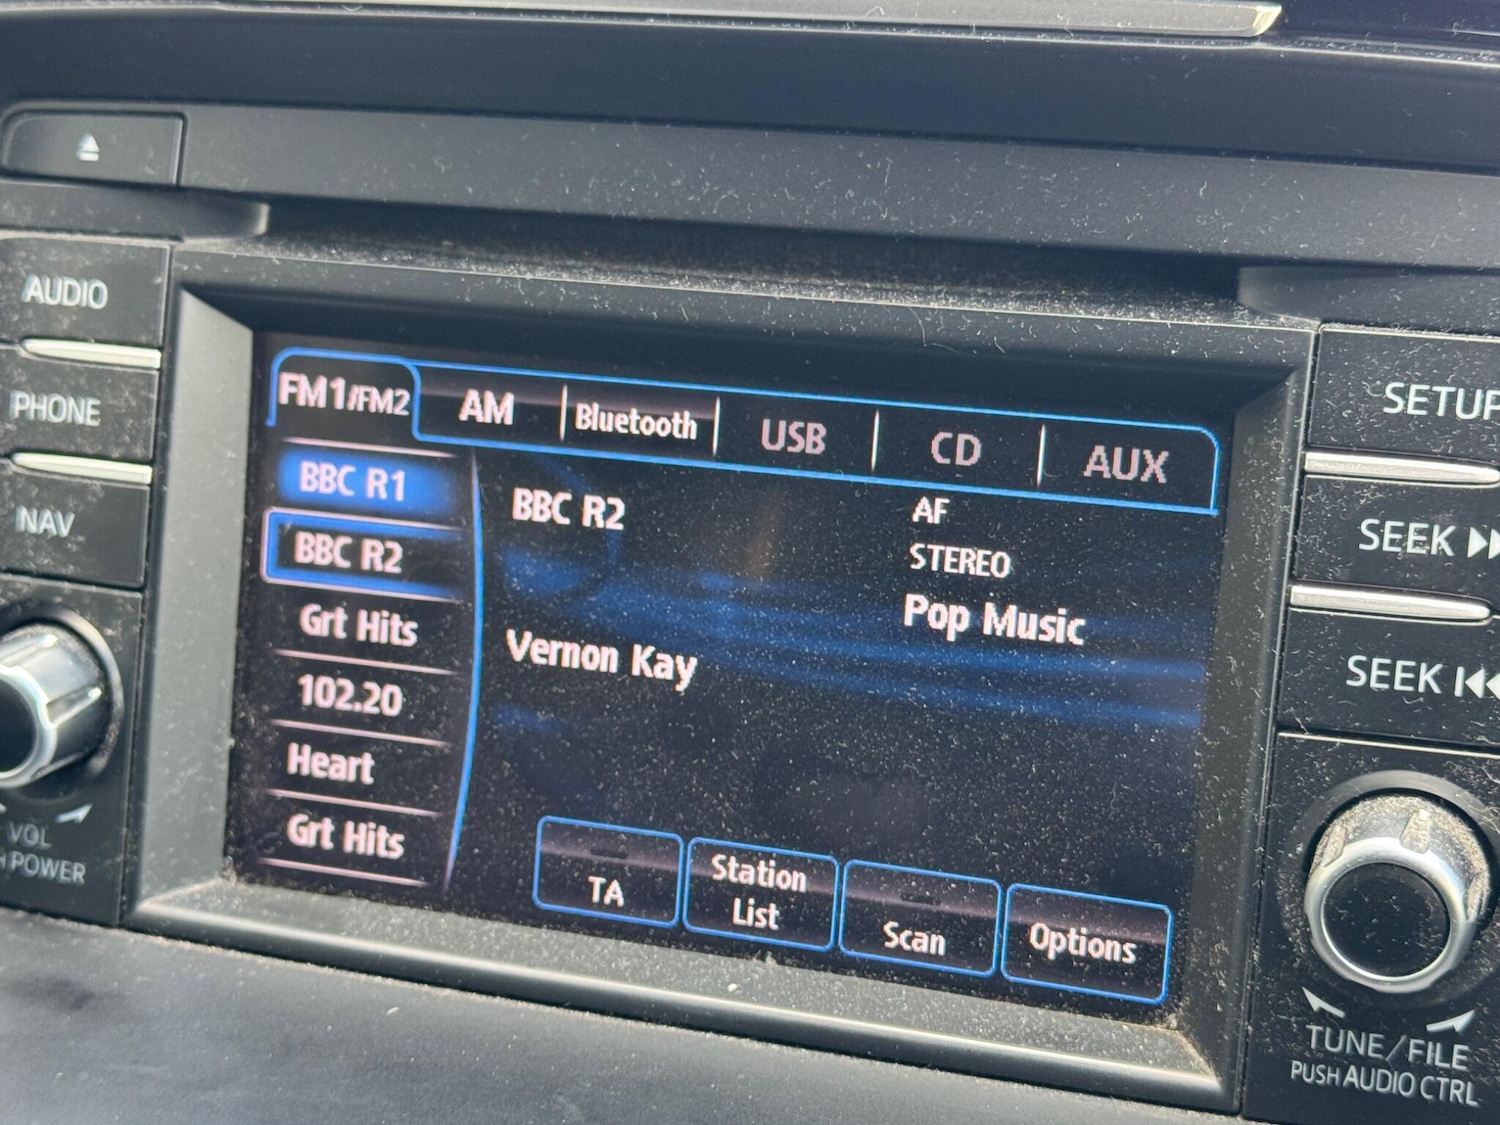 AUDIO
PHONE
NAV
VOL
POWER
FM1/FM2
AM
Bluetooth
USB
CD
AUX
BBC R1
BBC R2
Grt Hits
102.20
Heart
Grt Hits
BBC R2
AF
STEREO
Pop Music
Vernon Kay
TA
Station
List
Scan
Options
SETUP
SEEK
SEEK
TUNE/FILE
PUSH AUDIO CTRL